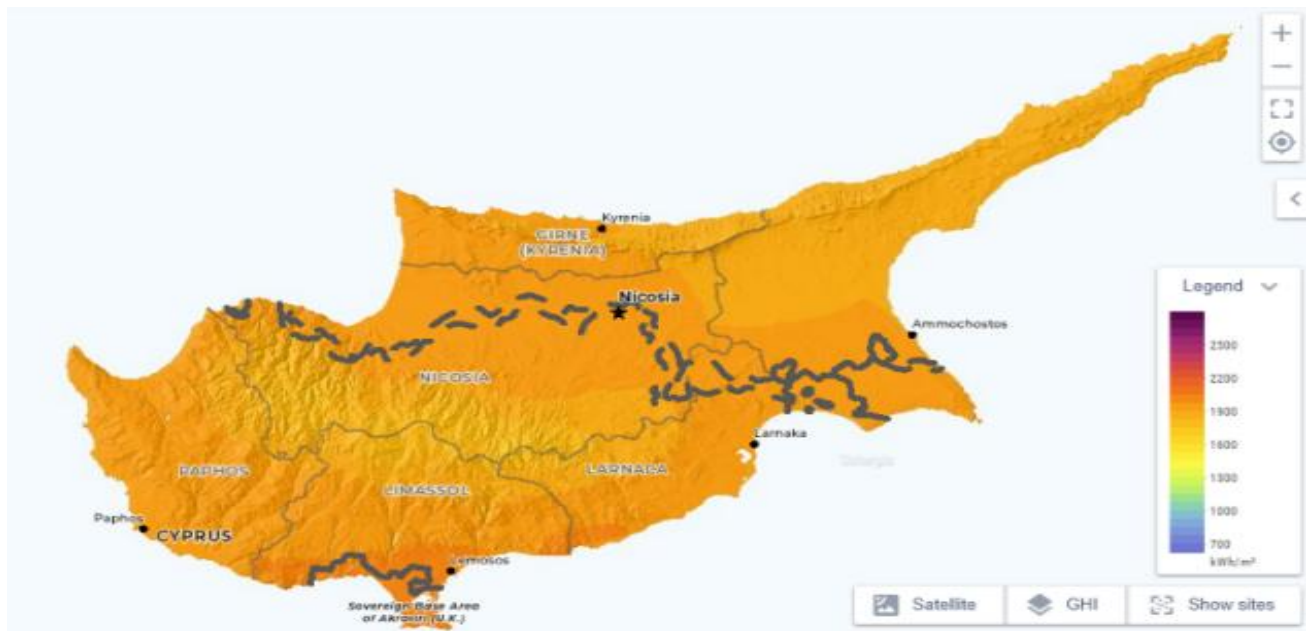 Kyrenia
GIRNE
(KYRENIA)
Nicosia
Ammochostos
NICOSIA
Larnaka
PAPHOS
LIMASSOL
LARNACA
Paphos
CYPRUS
Lemosos
Sovereign Base Area
of Akrotiri (U.K.)
Legend
2500
2200
1900
1600
1300
1000
700
kWh/m²
Satellite
GHI
Show sites